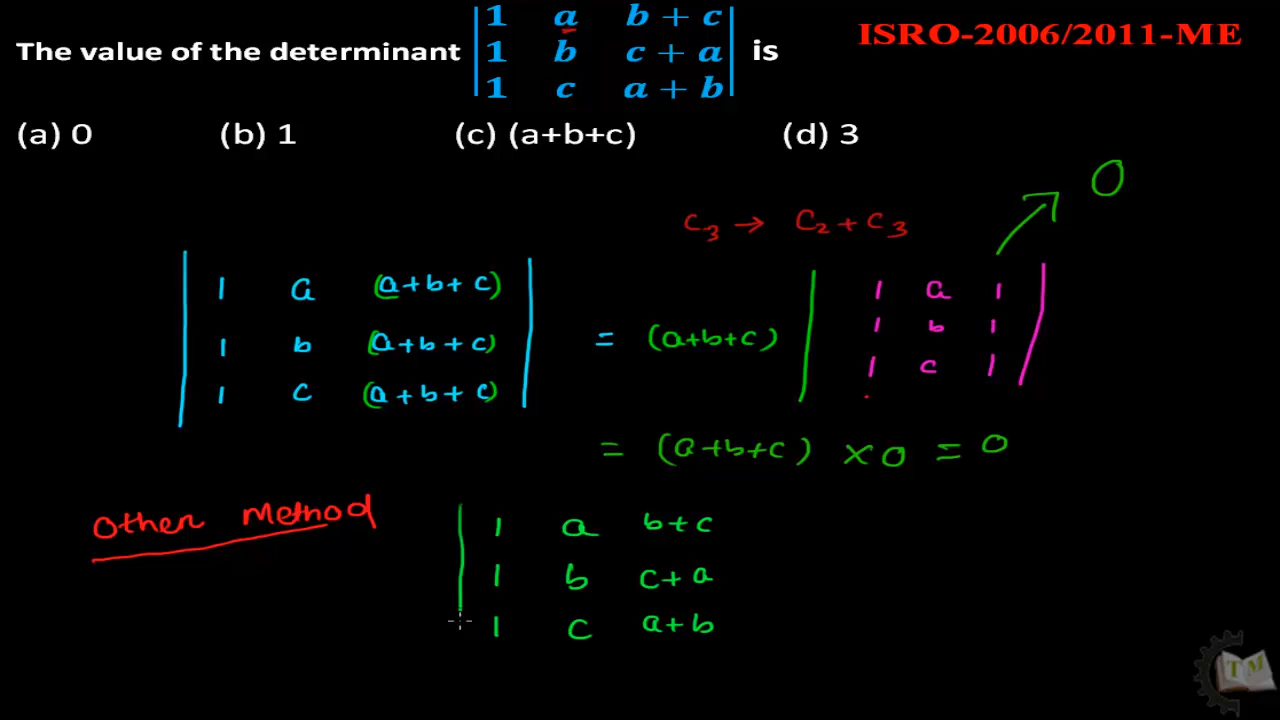 The value of the determinant | 1 a b + c | is
| 1 b c + a |
| 1 c a + b |
ISRO-2006/2011-ME
(a) 0 (b) 1 (c) (a+b+c) (d) 3
0
C3 → C2 + C3
| 1 a (a+b+c) |
| 1 b (a+b+c) |
| 1 c (a+b+c) |
= (a+b+c)
| 1 a 1 |
| 1 b 1 |
| 1 c 1 |
= (a+b+c) × 0 = 0
Other Method
| 1 a b+c
| 1 b c+a
1 c a+b
TM